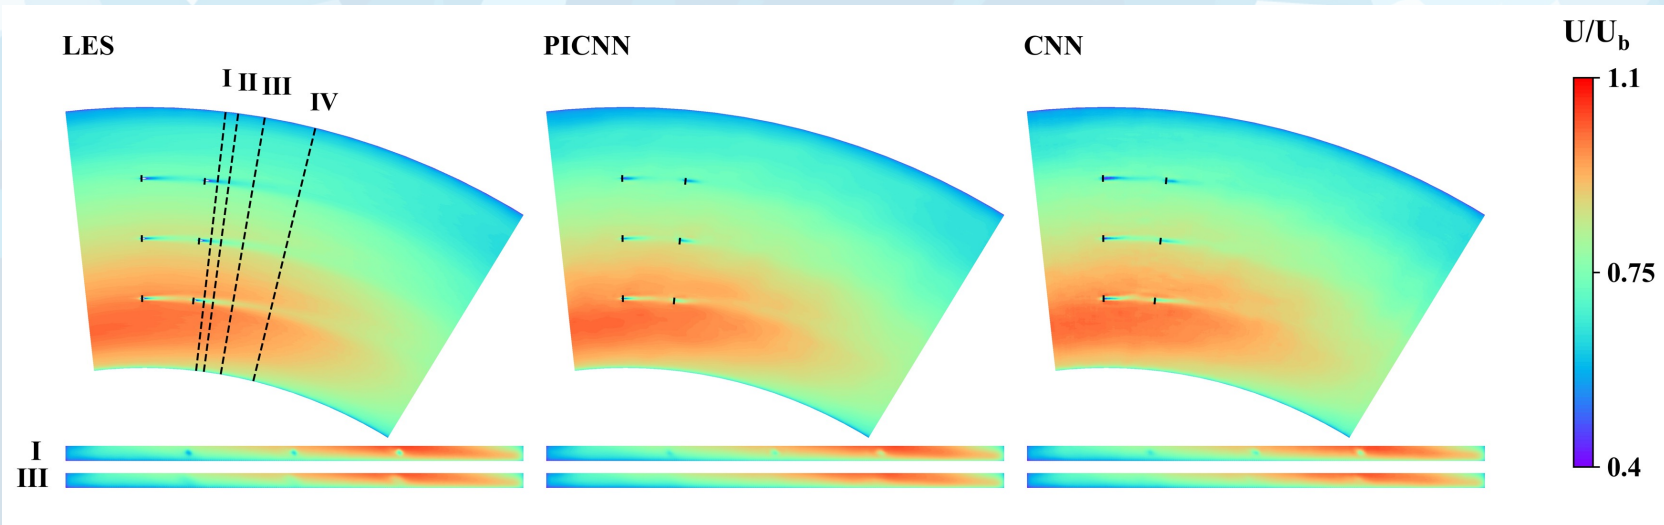 LES
PICNN
CNN
U/Ub
I II III IV
1.1
0.75
0.4
I
III